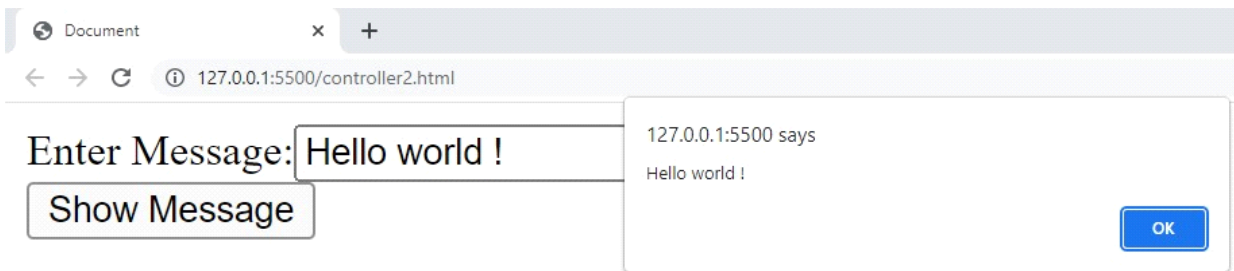 Document
127.0.0.1:5500/controller2.html
Enter Message: Hello world !
Show Message
127.0.0.1:5500 says
Hello world !
OK